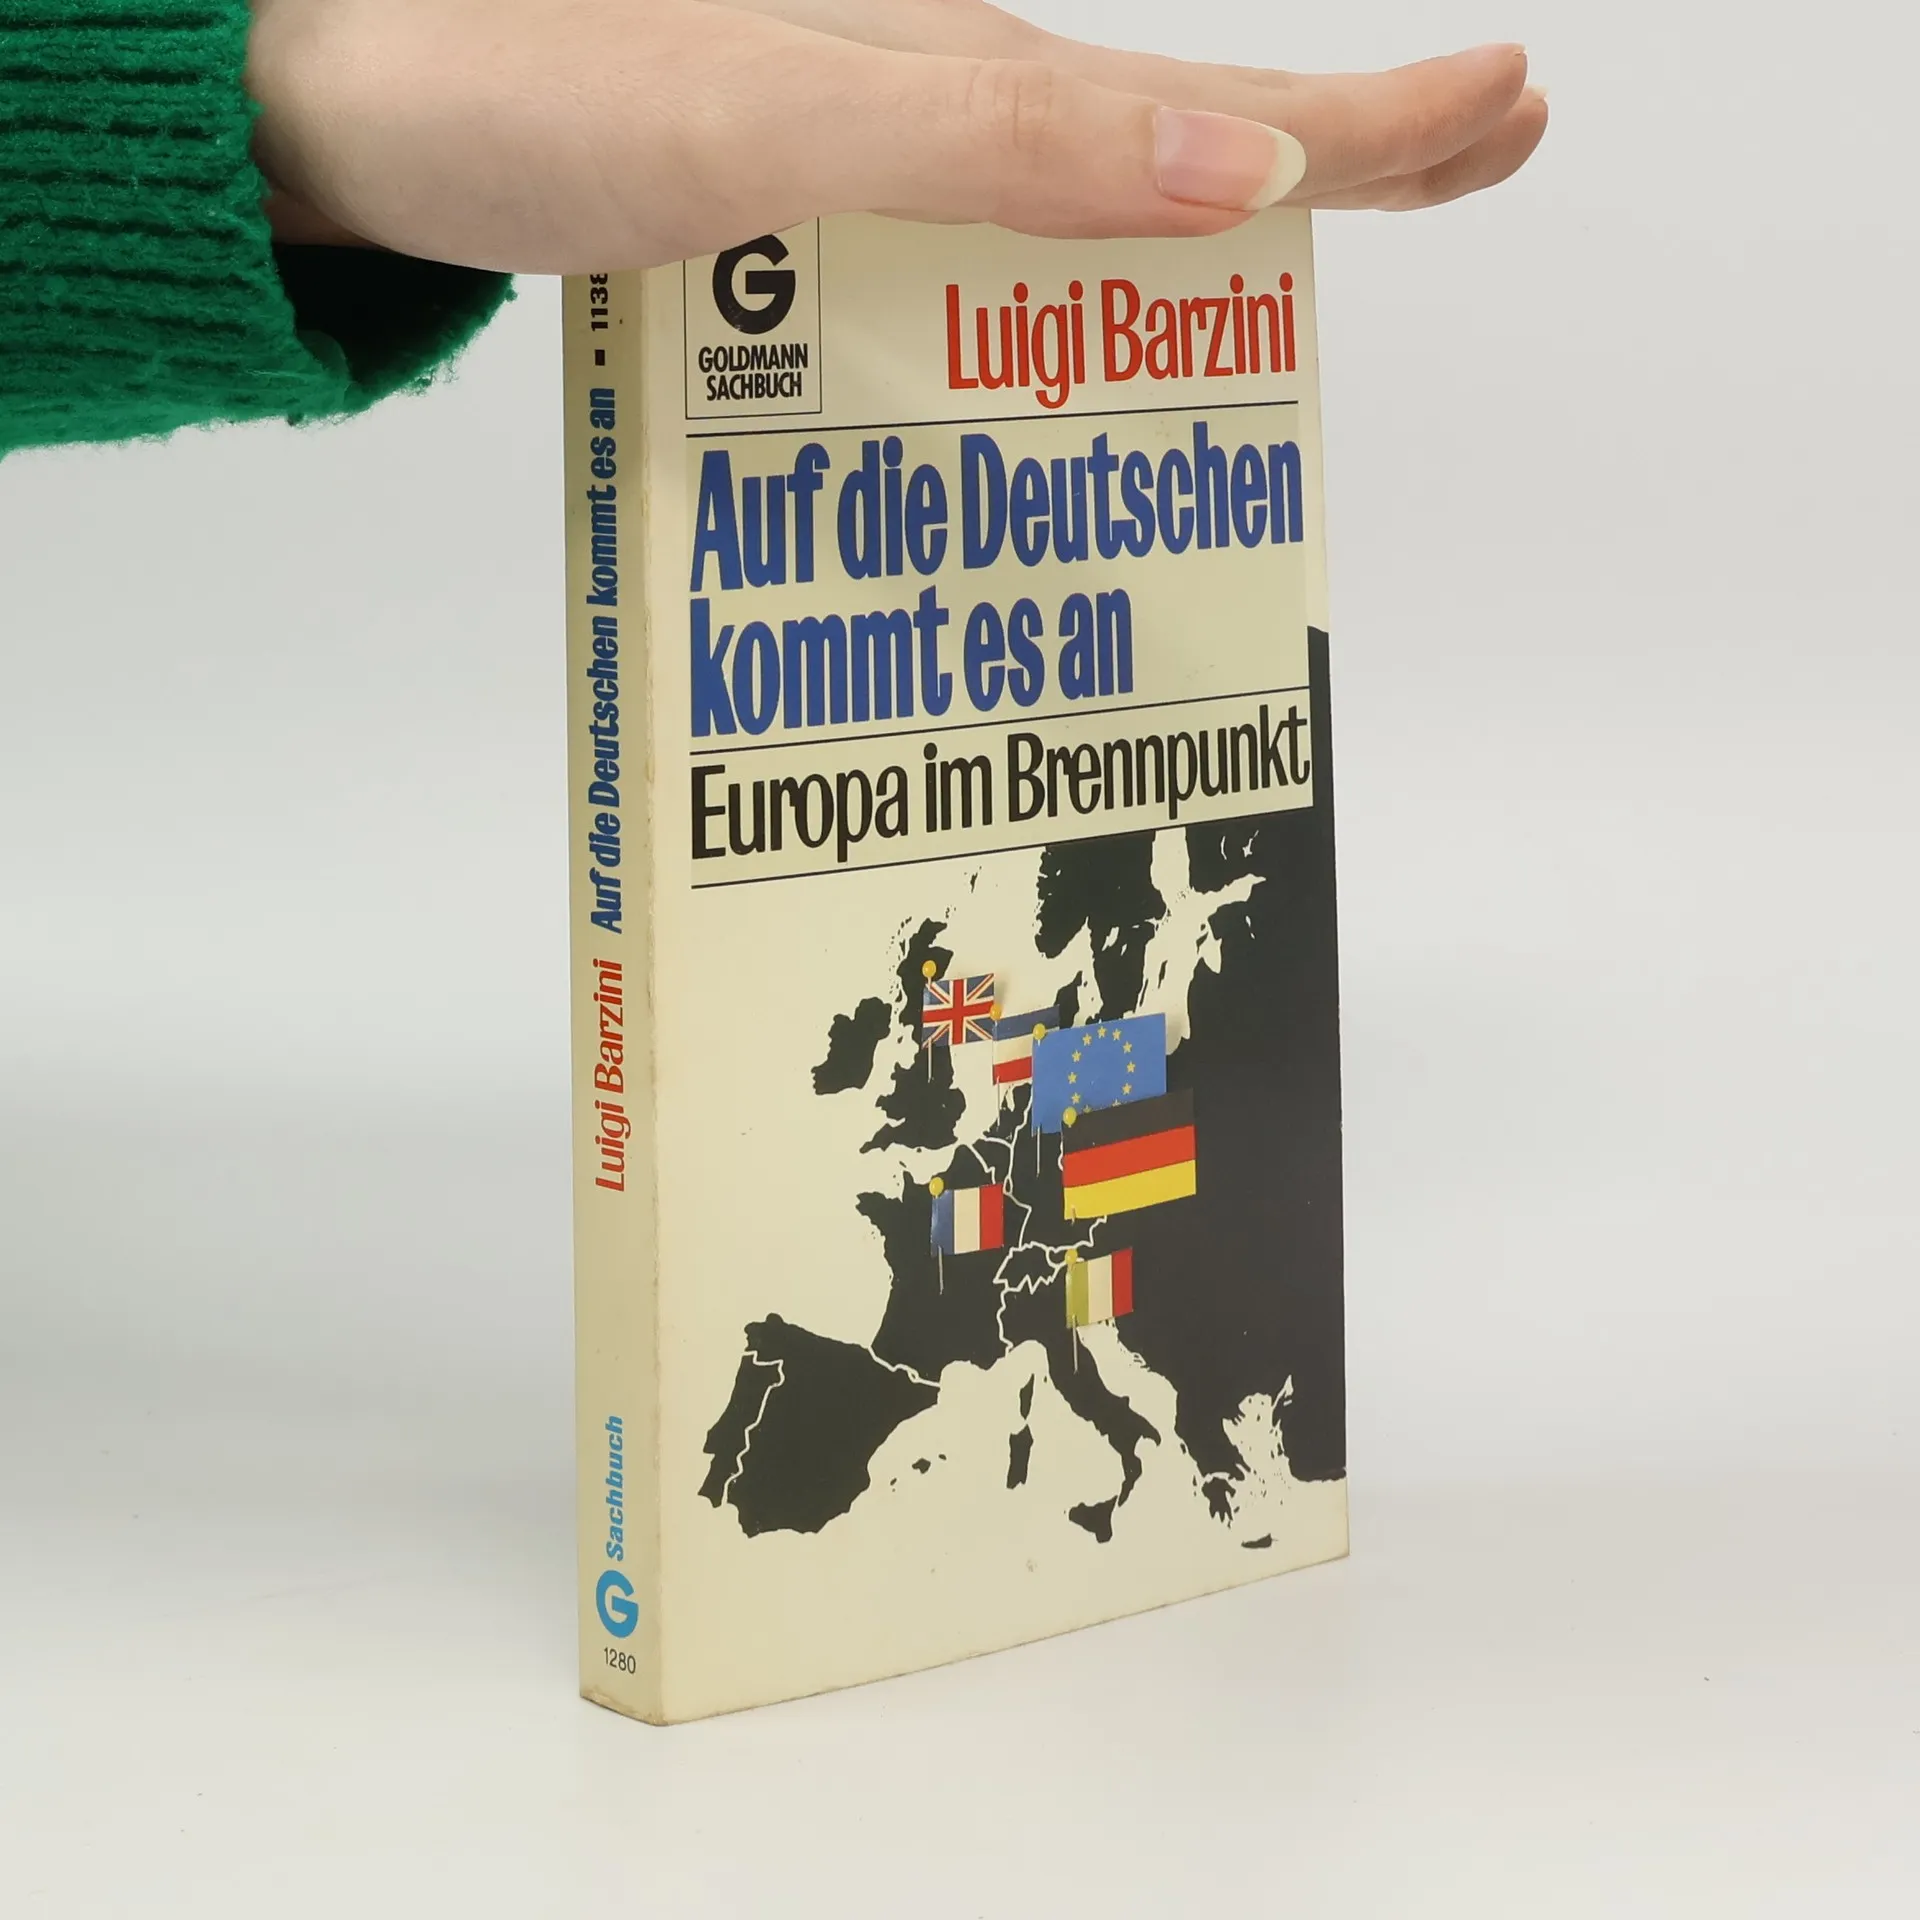 G
GOLDMANN
SACHBUCH
Luigi Barzini
Auf die Deutschen
kommt es an
Europa im Brennpunkt
Luigi Barzini Auf die Deutschen kommt es an
G Sachbuch
1280